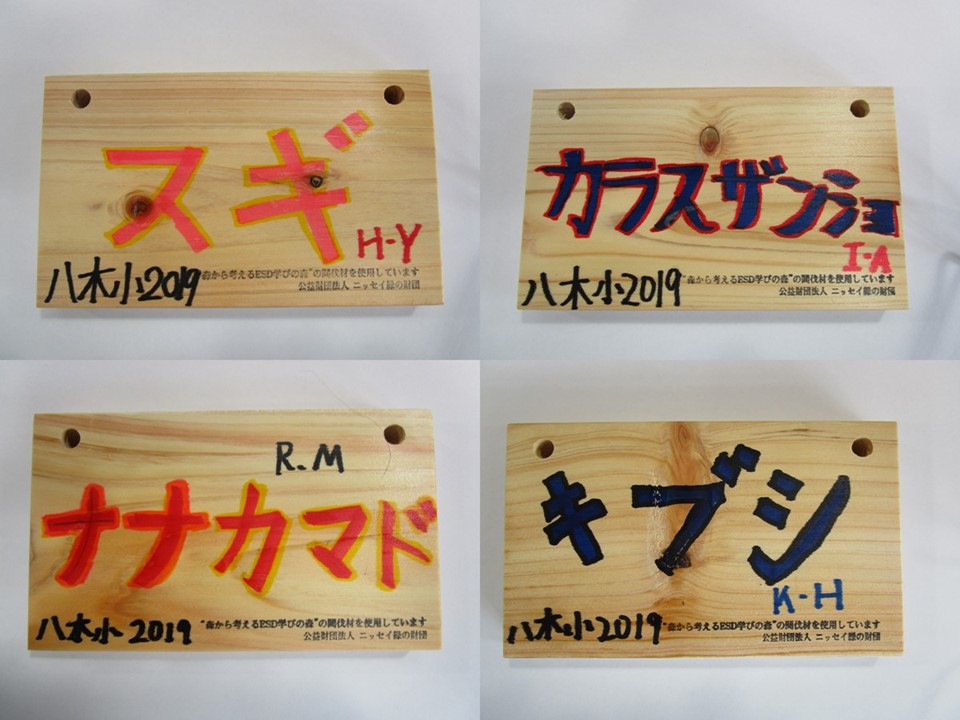 スギ
H-Y
八木小2019
"森から考えるESD学びの森"の間伐材を使用しています
公益財団法人 ニッセイ緑の財団
カラスザンショ
I-A
八木小2019
"森から考えるESD学びの森"の間伐材を使用しています
公益財団法人 ニッセイ緑の財団
R.M
ナナカマド
八木小2019
"森から考えるESD学びの森"の間伐材を使用しています
公益財団法人 ニッセイ緑の財団
キブシ
K-H
八木小2019
"森から考えるESD学びの森"の間伐材を使用しています
公益財団法人 ニッセイ緑の財団